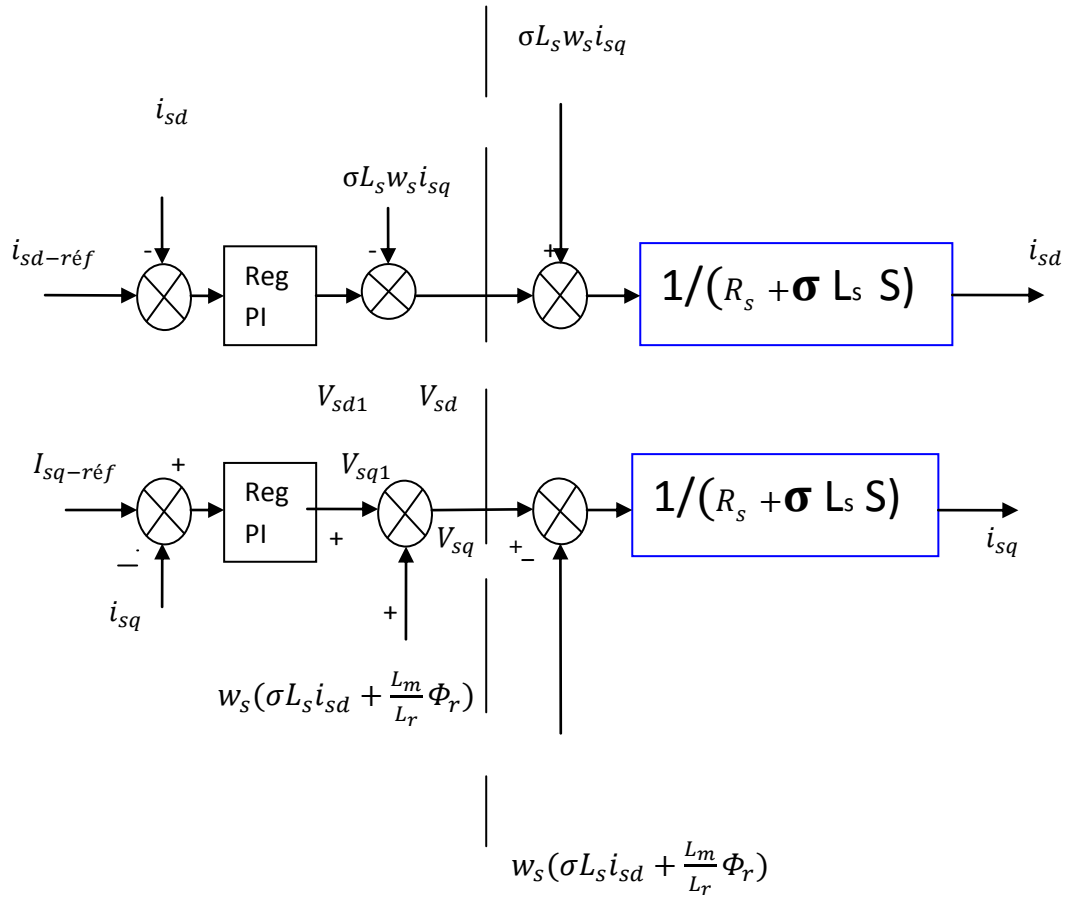 σL_s w_s i_sq
i_sd
σL_s w_s i_sq
i_sd−réf
-
Reg
PI
-
+
1/(R_s +σ Ls S)
i_sd
V_sd1
V_sd
I_sq−réf
+
Reg
PI
V_sq1
+
V_sq
+
−
1/(R_s +σ Ls S)
i_sq
−
i_sq
+
w_s(σL_s i_sd + L_m/L_r Φ_r)
w_s(σL_s i_sd + L_m/L_r Φ_r)